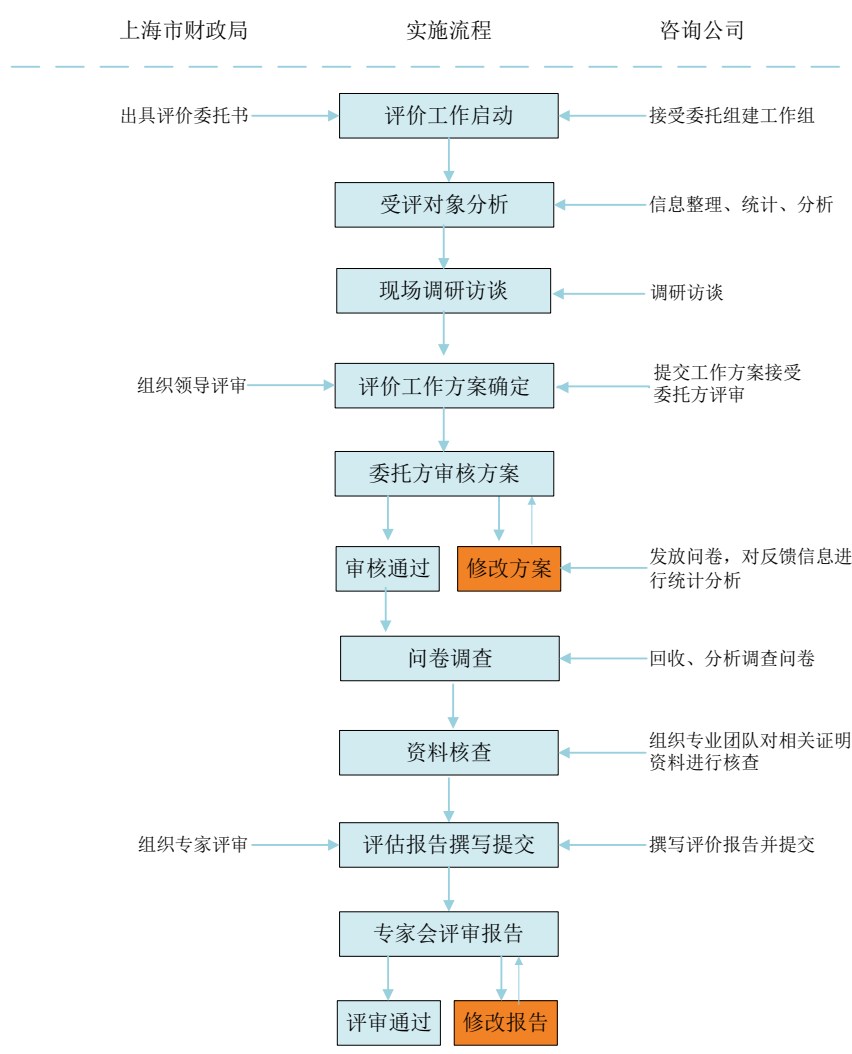 上海市财政局
实施流程
咨询公司
出具评价委托书
评价工作启动
接受委托组建工作组
受评对象分析
信息整理、统计、分析
现场调研访谈
调研访谈
组织领导评审
评价工作方案确定
提交工作方案接受
委托方评审
委托方审核方案
审核通过
修改方案
发放问卷，对反馈信息进
行统计分析
问卷调查
回收、分析调查问卷
资料核查
组织专业团队对相关证明
资料进行核查
组织专家评审
评估报告撰写提交
撰写评价报告并提交
专家会评审报告
评审通过
修改报告